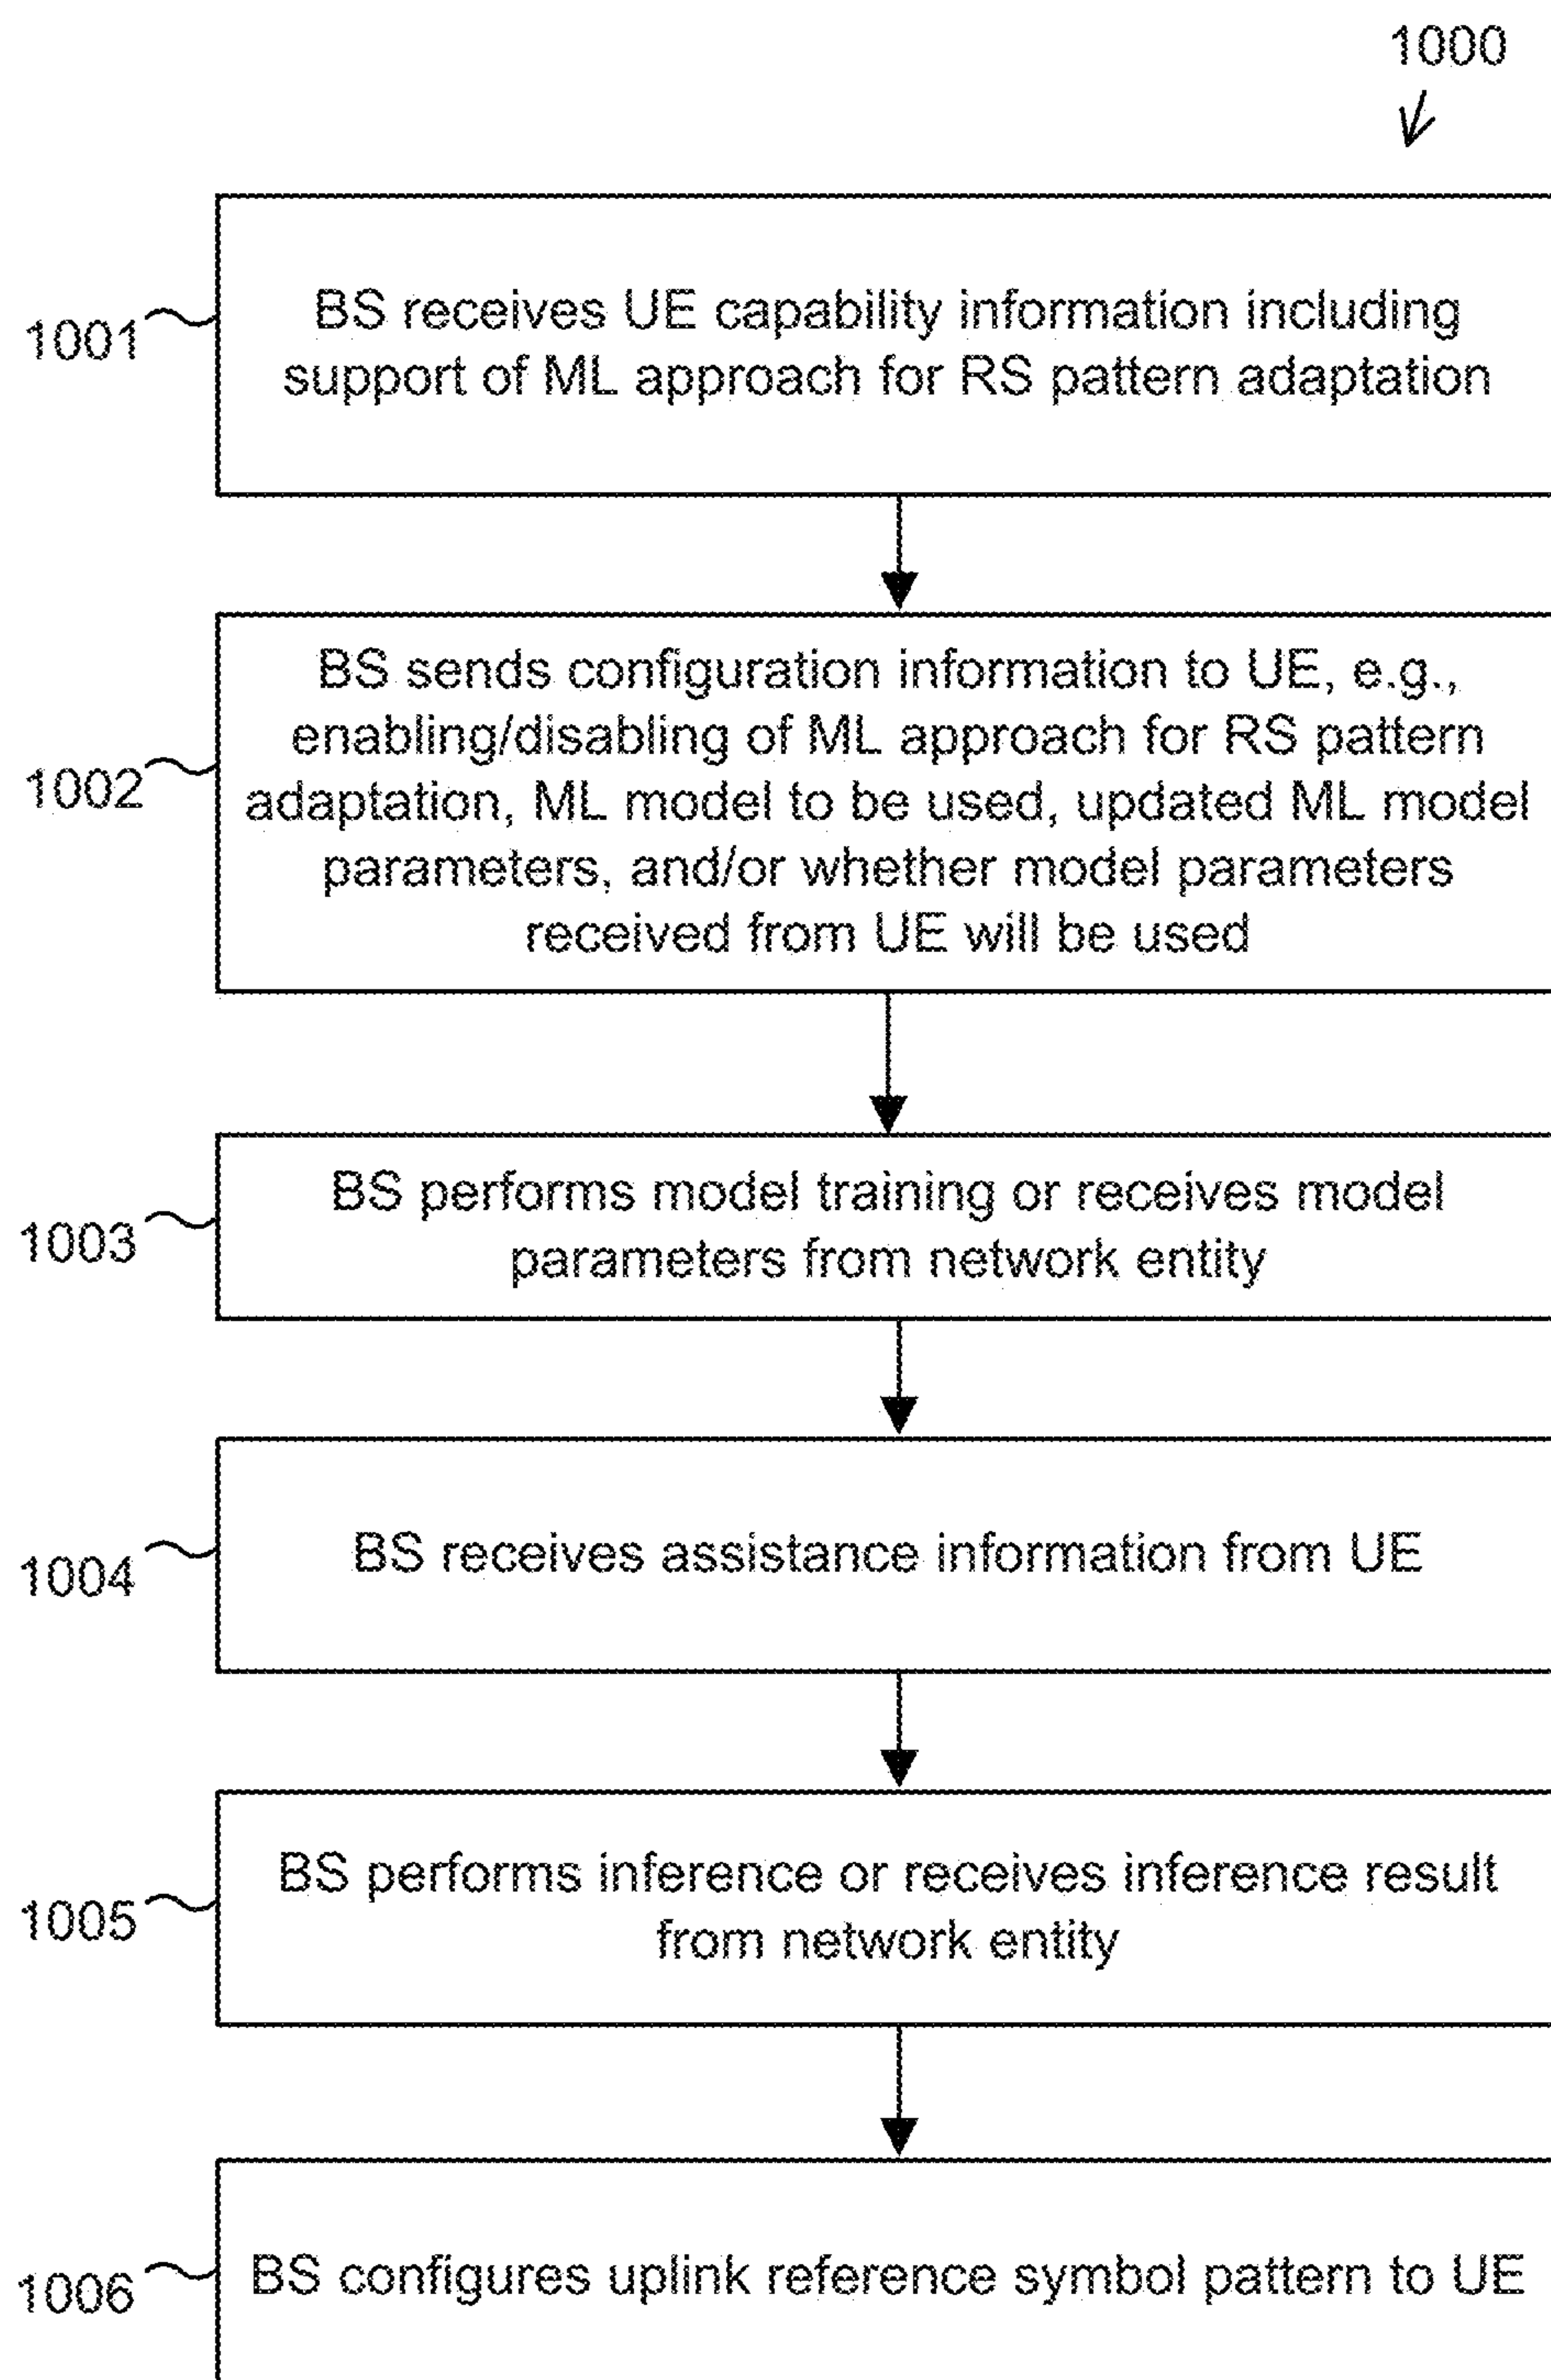 1000
1001
BS receives UE capability information including
support of ML approach for RS pattern adaptation
1002
BS sends configuration information to UE, e.g.,
enabling/disabling of ML approach for RS pattern
adaptation, ML model to be used, updated ML model
parameters, and/or whether model parameters
received from UE will be used
1003
BS performs model training or receives model
parameters from network entity
1004
BS receives assistance information from UE
1005
BS performs inference or receives inference result
from network entity
1006
BS configures uplink reference symbol pattern to UE